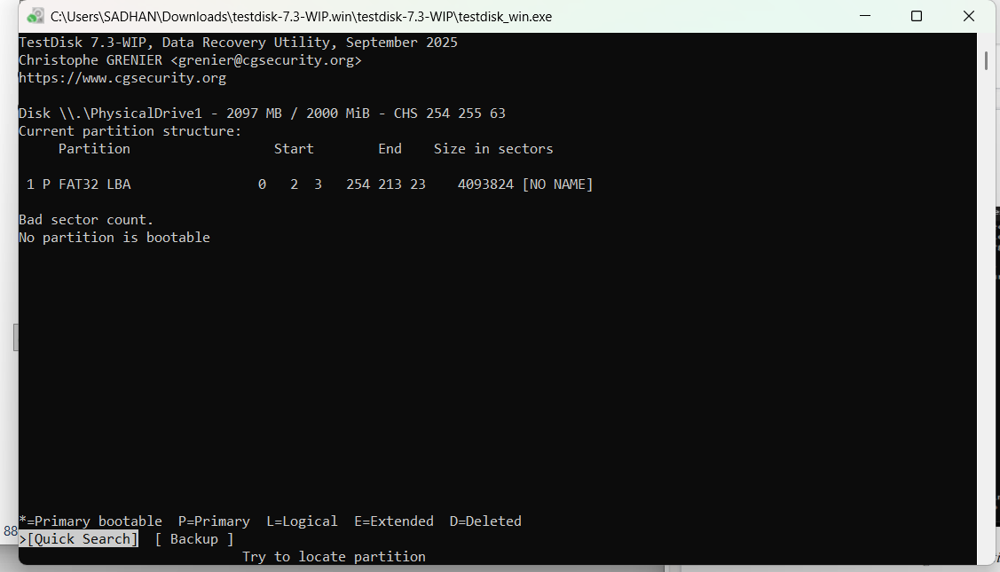 C:\Users\SADHAN\Downloads\testdisk-7.3-WIP.win\testdisk-7.3-WIP\testdisk_win.exe
TestDisk 7.3-WIP, Data Recovery Utility, September 2025
Christophe GRENIER <grenier@cgsecurity.org>
https://www.cgsecurity.org
Disk \\.\PhysicalDrive1 - 2097 MB / 2000 MiB - CHS 254 255 63
Current partition structure:
Partition Start End Size in sectors
1 P FAT32 LBA 0 2 3 254 213 23 4093824 [NO NAME]
Bad sector count.
No partition is bootable
*=Primary bootable P=Primary L=Logical E=Extended D=Deleted
88
>[Quick Search] [ Backup ]
Try to locate partition